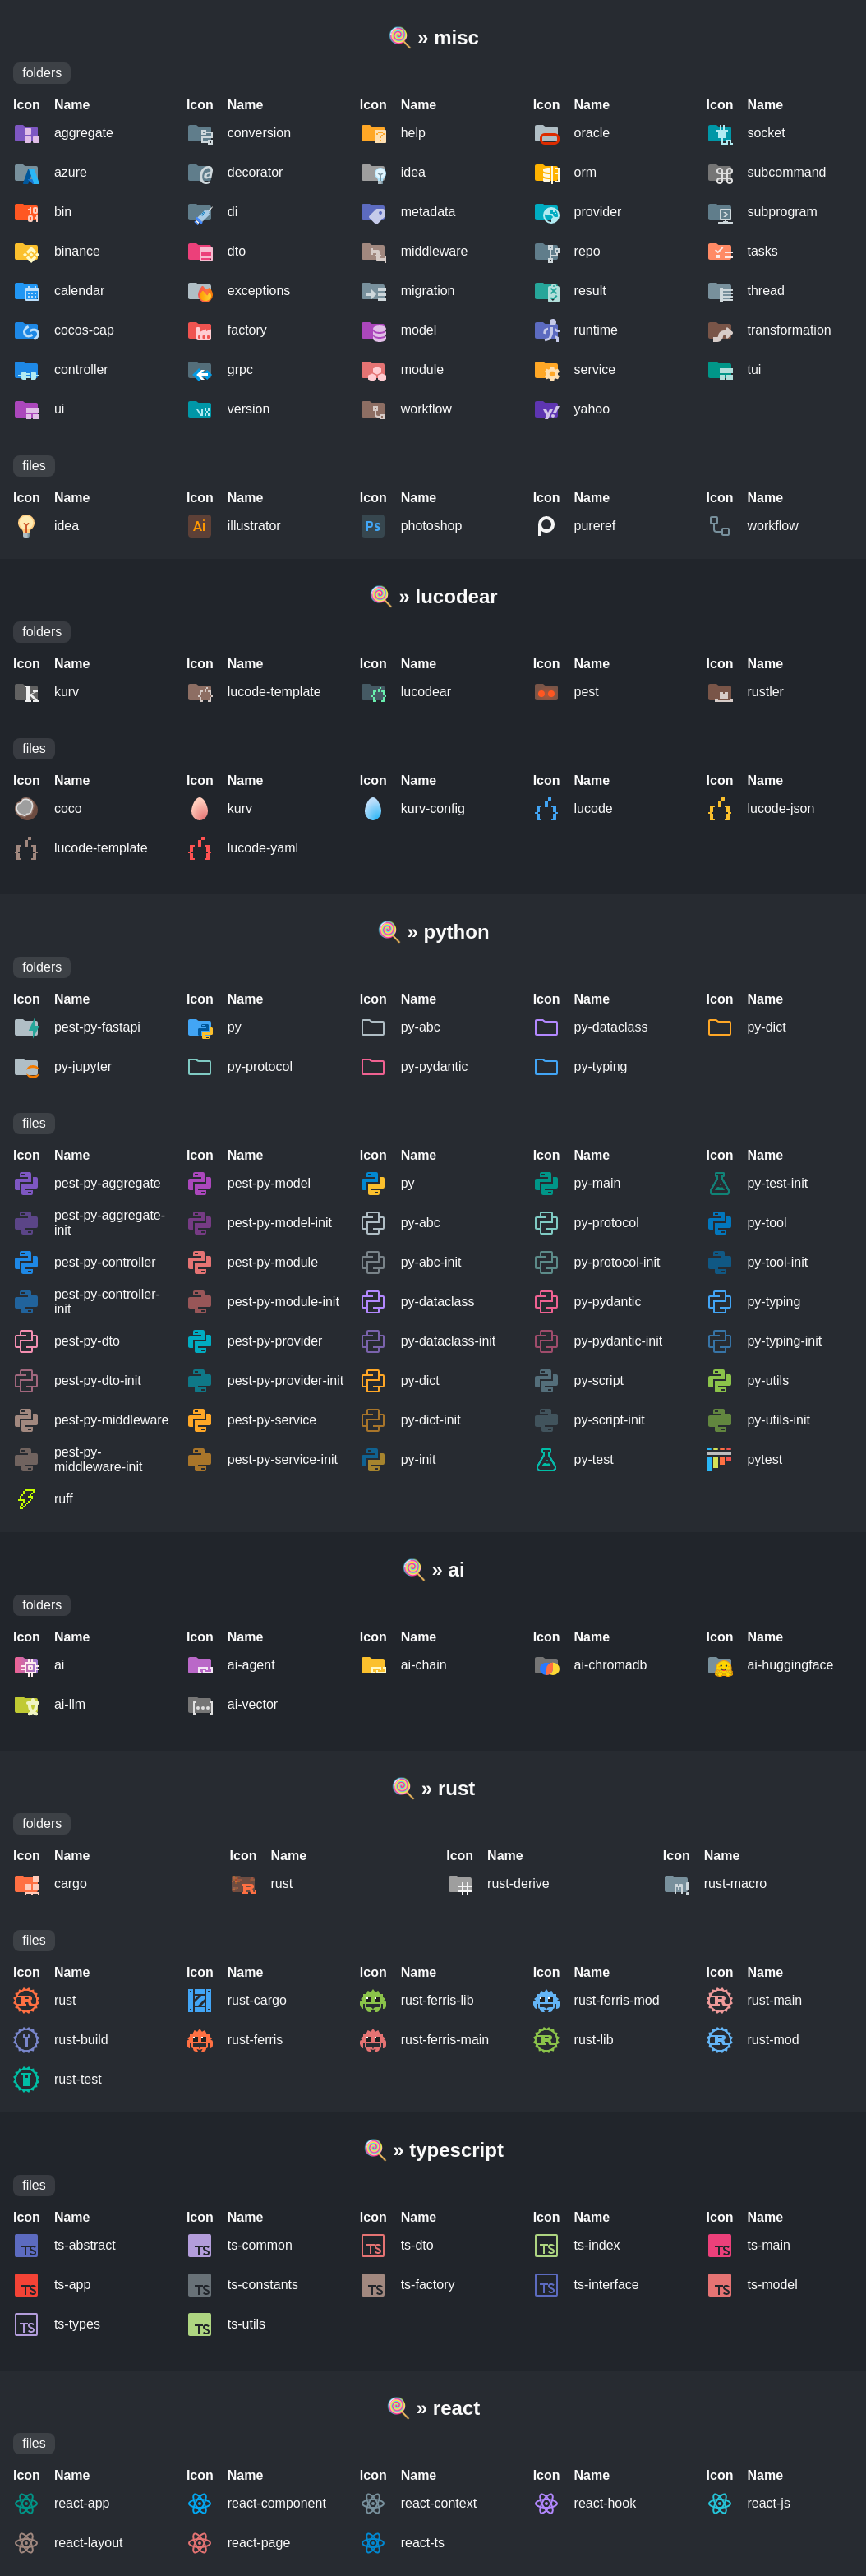 » misc
folders
Icon Name Icon Name Icon Name Icon Name Icon Name
aggregate conversion help oracle socket
azure decorator idea orm subcommand
bin di metadata provider subprogram
binance dto middleware repo tasks
calendar exceptions migration result thread
cocos-cap factory model runtime transformation
controller grpc module service tui
ui version workflow yahoo
files
Icon Name Icon Name Icon Name Icon Name Icon Name
idea illustrator photoshop pureref workflow
» lucodear
folders
Icon Name Icon Name Icon Name Icon Name Icon Name
kurv lucode-template lucodear pest rustler
files
Icon Name Icon Name Icon Name Icon Name Icon Name
coco kurv kurv-config lucode lucode-json
lucode-template lucode-yaml
» python
folders
Icon Name Icon Name Icon Name Icon Name Icon Name
pest-py-fastapi py py-abc py-dataclass py-dict
py-jupyter py-protocol py-pydantic py-typing
files
Icon Name Icon Name Icon Name Icon Name Icon Name
pest-py-aggregate pest-py-model py py-main py-test-init
pest-py-aggregate-init pest-py-model-init py-abc py-protocol py-tool
pest-py-controller pest-py-module py-abc-init py-protocol-init py-tool-init
pest-py-controller-init pest-py-module-init py-dataclass py-pydantic py-typing
pest-py-dto pest-py-provider py-dataclass-init py-pydantic-init py-typing-init
pest-py-dto-init pest-py-provider-init py-dict py-script py-utils
pest-py-middleware pest-py-service py-dict-init py-script-init py-utils-init
pest-py-middleware-init pest-py-service-init py-init py-test pytest
ruff
» ai
folders
Icon Name Icon Name Icon Name Icon Name Icon Name
ai ai-agent ai-chain ai-chromadb ai-huggingface
ai-llm ai-vector
» rust
folders
Icon Name Icon Name Icon Name Icon Name
cargo rust rust-derive rust-macro
files
Icon Name Icon Name Icon Name Icon Name Icon Name
rust rust-cargo rust-ferris-lib rust-ferris-mod rust-main
rust-build rust-ferris rust-ferris-main rust-lib rust-mod
rust-test
» typescript
files
Icon Name Icon Name Icon Name Icon Name Icon Name
ts-abstract ts-common ts-dto ts-index ts-main
ts-app ts-constants ts-factory ts-interface ts-model
ts-types ts-utils
» react
files
Icon Name Icon Name Icon Name Icon Name Icon Name
react-app react-component react-context react-hook react-js
react-layout react-page react-ts